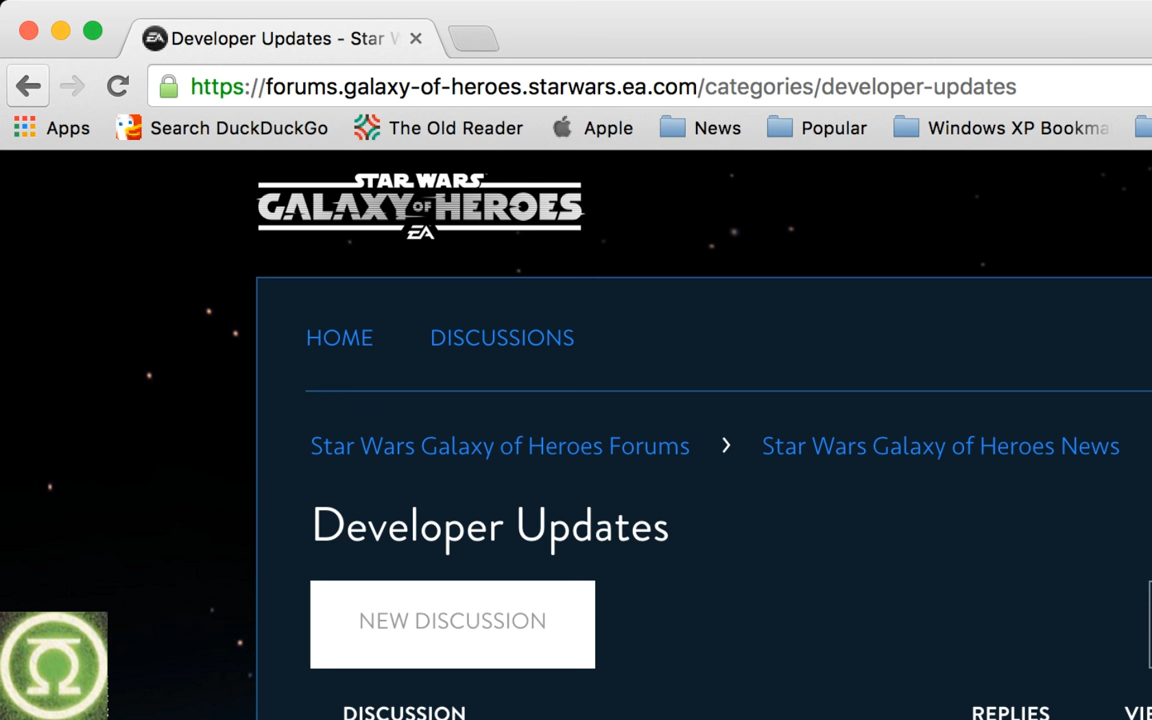 Developer Updates - Star W
https://forums.galaxy-of-heroes.starwars.ea.com/categories/developer-updates
Apps Search DuckDuckGo The Old Reader Apple News Popular Windows XP Bookma
STAR WARS
GALAXY OF HEROES
EA
HOME DISCUSSIONS
Star Wars Galaxy of Heroes Forums › Star Wars Galaxy of Heroes News
Developer Updates
NEW DISCUSSION
DISCUSSION REPLIES VI